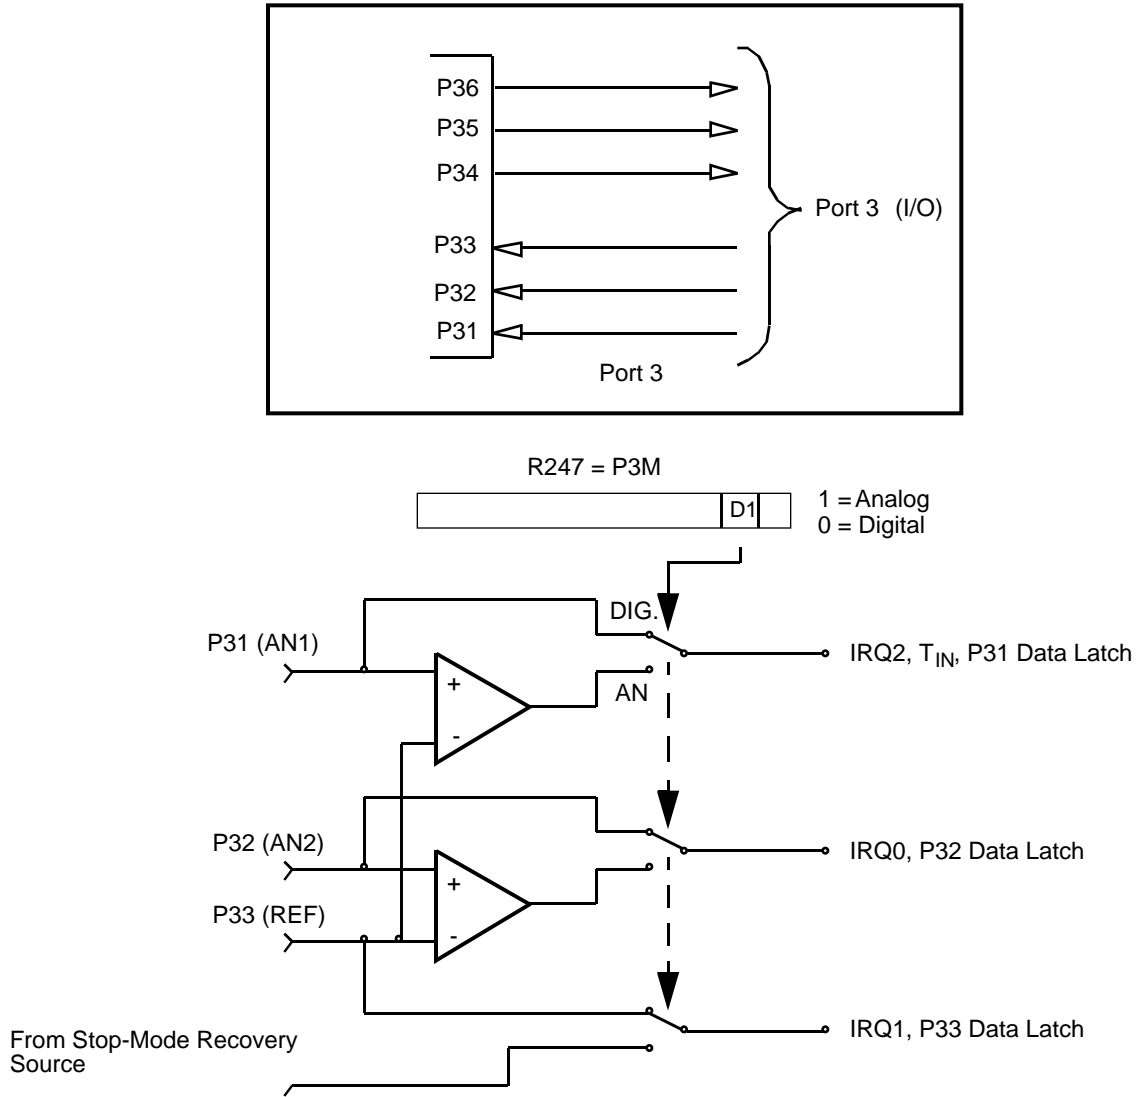 P36
P35
P34
P33
P32
P31
Port 3 (I/O)
Port 3
R247 = P3M
D1
1 = Analog
0 = Digital
DIG.
P31 (AN1)
+
-
AN
IRQ2, TIN, P31 Data Latch
P32 (AN2)
+
-
IRQ0, P32 Data Latch
P33 (REF)
From Stop-Mode Recovery
Source
IRQ1, P33 Data Latch